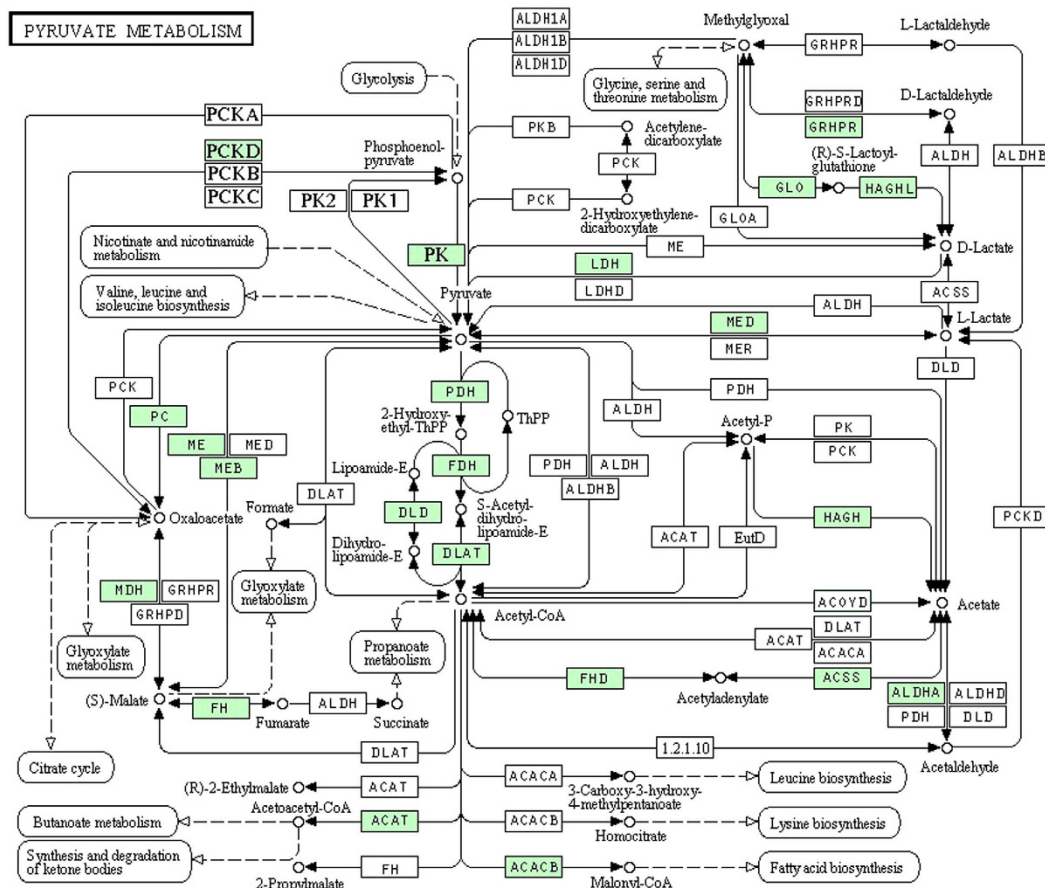 PYRUVATE METABOLISM
ALDH1A
ALDH1B
ALDH1D
Methylglyoxal
GRHPR
L-Lactaldehyde
Glycolysis
Glycine, serine and
threonine metabolism
GRHPRD
GRHPR
D-Lactaldehyde
PCKA
PCKD
PCKB
PCKC
Phosphoenol-
pyruvate
PKB
Acetylene-
dicarboxylate
PCK
(R)-S-Lactoyl-
glutathione
ALDH
ALDHB
PK2
PK1
PCK
2-Hydroxyethylene-
dicarboxylate
GLO
HAGHL
GLOA
Nicotinate and nicotinamide
metabolism
PK
ME
D-Lactate
LDH
LDHD
Valine, leucine and
isoleucine biosynthesis
Pyruvate
ACSS
ALDH
L-Lactate
MED
MER
DLD
PCK
PC
PDH
2-Hydroxy-
ethyl-ThPP
ThPP
ALDH
PDH
Acetyl-P
PK
PCK
ME
MED
MEB
Lipoamide-E
FDH
PDH
ALDH
ALDHB
DLAT
Oxaloacetate
Formate
DLD
S-Acetyl-
dihydro-
lipoamide-E
HAGH
PCKD
ACAT
EutD
Dihydro-
lipoamide-E
DLAT
MDH
GRHPR
GRHPD
Glyoxylate
metabolism
Acetyl-CoA
ACOYD
Acetate
DLAT
ACAT
ACACA
Glyoxylate
metabolism
Propanoate
metabolism
FHD
Acetyladenylate
ACSS
(S)-Malate
FH
Fumarate
ALDH
Succinate
ALDHA
ALDHD
PDH
DLD
DLAT
1.2.1.10
Acetaldehyde
Citrate cycle
(R)-2-Ethylmalate
ACAT
ACACA
3-Carboxy-3-hydroxy-
4-methylpentanoate
Leucine biosynthesis
Acetoacetyl-CoA
Butanoate metabolism
ACAT
ACACB
Homocitrate
Lysine biosynthesis
Synthesis and degradation
of ketone bodies
2-Propylmalate
FH
ACACB
Malonyl-CoA
Fatty acid biosynthesis